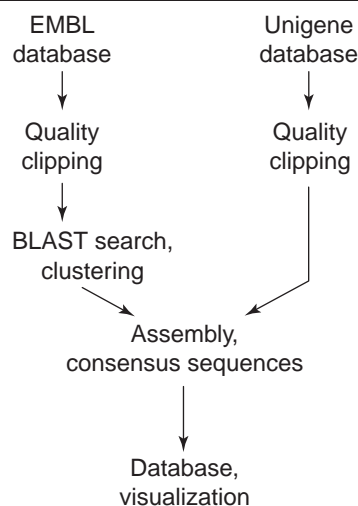 EMBL
database
Unigene
database
Quality
clipping
Quality
clipping
BLAST search,
clustering
Assembly,
consensus sequences
Database,
visualization